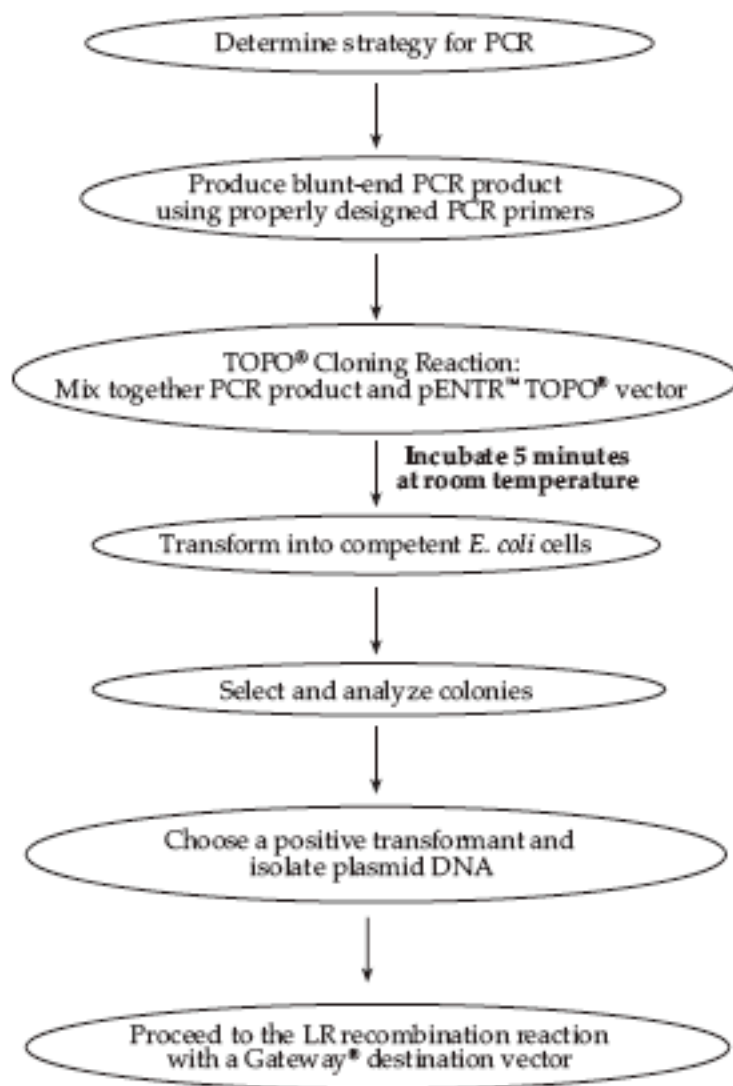 Determine strategy for PCR
Produce blunt-end PCR product
using properly designed PCR primers
TOPO® Cloning Reaction:
Mix together PCR product and pENTR™ TOPO® vector
Incubate 5 minutes
at room temperature
Transform into competent E. coli cells
Select and analyze colonies
Choose a positive transformant and
isolate plasmid DNA
Proceed to the LR recombination reaction
with a Gateway® destination vector